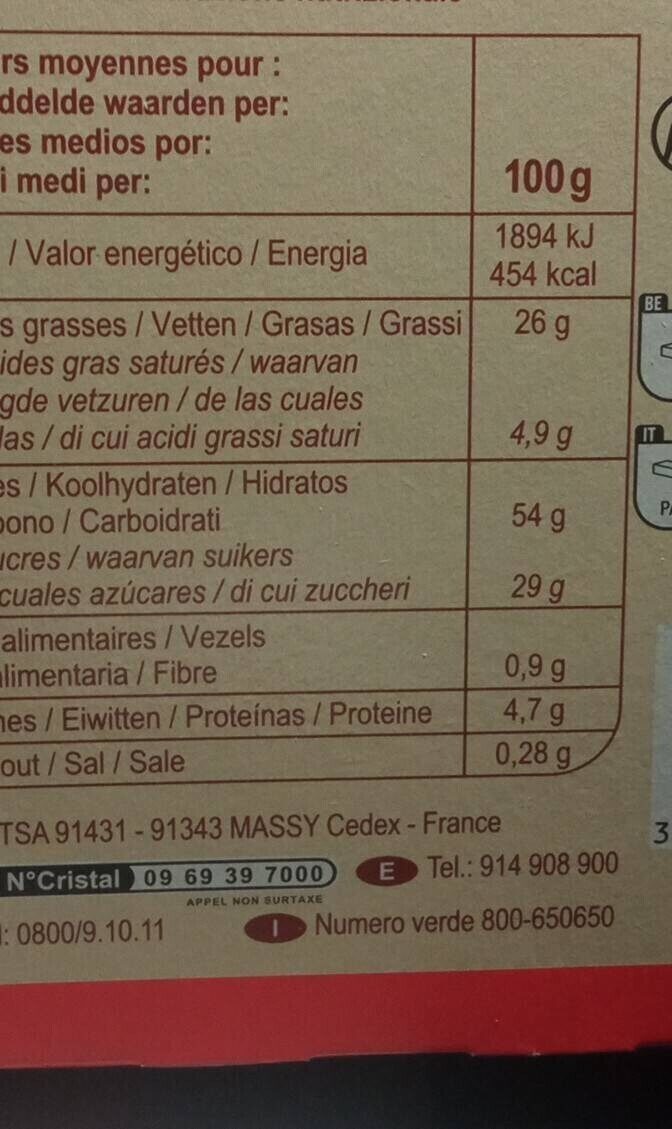 rs moyennes pour :
ddelde waarden per:
es medios por:
i medi per:
100g
/ Valor energético / Energia
1894 kJ
454 kcal
s grasses / Vetten / Grasas / Grassi 26 g
ides gras saturés / waarvan
gde vetzuren / de las cuales
las / di cui acidi grassi saturi 4,9 g
es / Koolhydraten / Hidratos
bono / Carboidrati 54 g
ucres / waarvan suikers
cuales azúcares / di cui zuccheri 29 g
alimentaires / Vezels
alimentaria / Fibre 0,9 g
nes / Eiwitten / Proteínas / Proteine 4,7 g
out / Sal / Sale 0,28 g
TSA 91431 - 91343 MASSY Cedex - France
N°Cristal 09 69 39 7000 E Tel.: 914 908 900
APPEL NON SURTAXE
: 0800/9.10.11 I Numero verde 800-650650
BE
IT
P
3